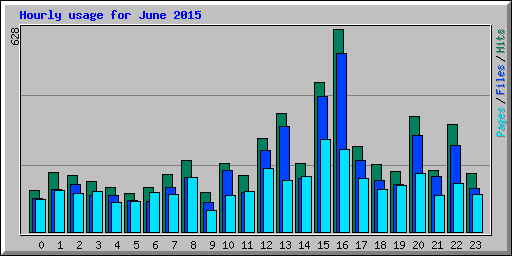 Hourly usage for June 2015
628
Pages/Files/Hits
0 1 2 3 4 5 6 7 8 9 10 11 12 13 14 15 16 17 18 19 20 21 22 23